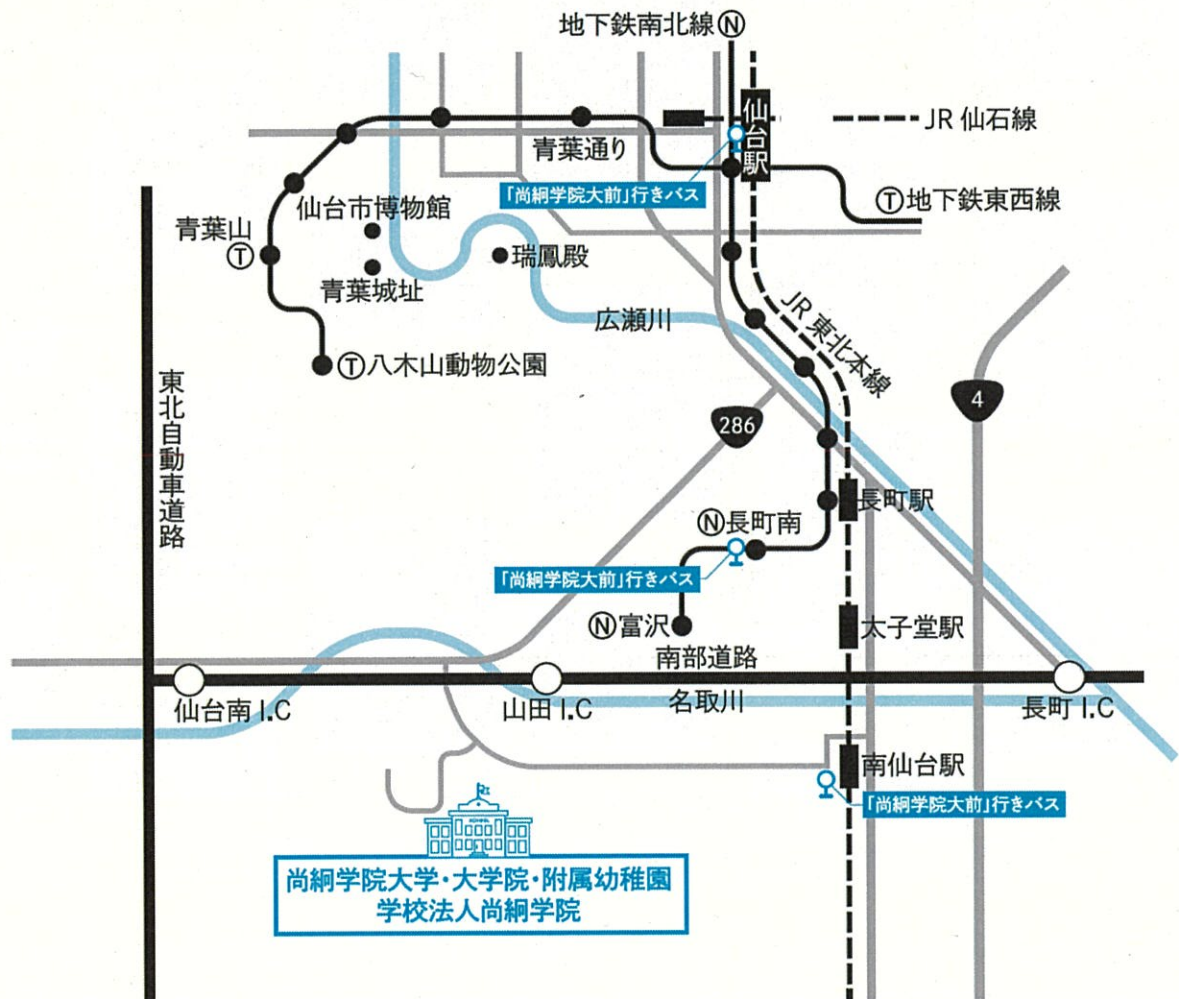 地下鉄南北線Ⓝ
仙台駅
JR 仙石線
青葉通り
「尚絅学院大前」行きバス
Ⓣ地下鉄東西線
仙台市博物館
青葉山
Ⓣ
青葉城址
瑞鳳殿
広瀬川
JR 東北本線
Ⓣ八木山動物公園
東北自動車道路
286
4
長町駅
Ⓝ長町南
「尚絅学院大前」行きバス
Ⓝ富沢
太子堂駅
南部道路
仙台南 I.C
山田 I.C
名取川
長町 I.C
南仙台駅
「尚絅学院大前」行きバス
尚絅学院大学・大学院・附属幼稚園
学校法人尚絅学院